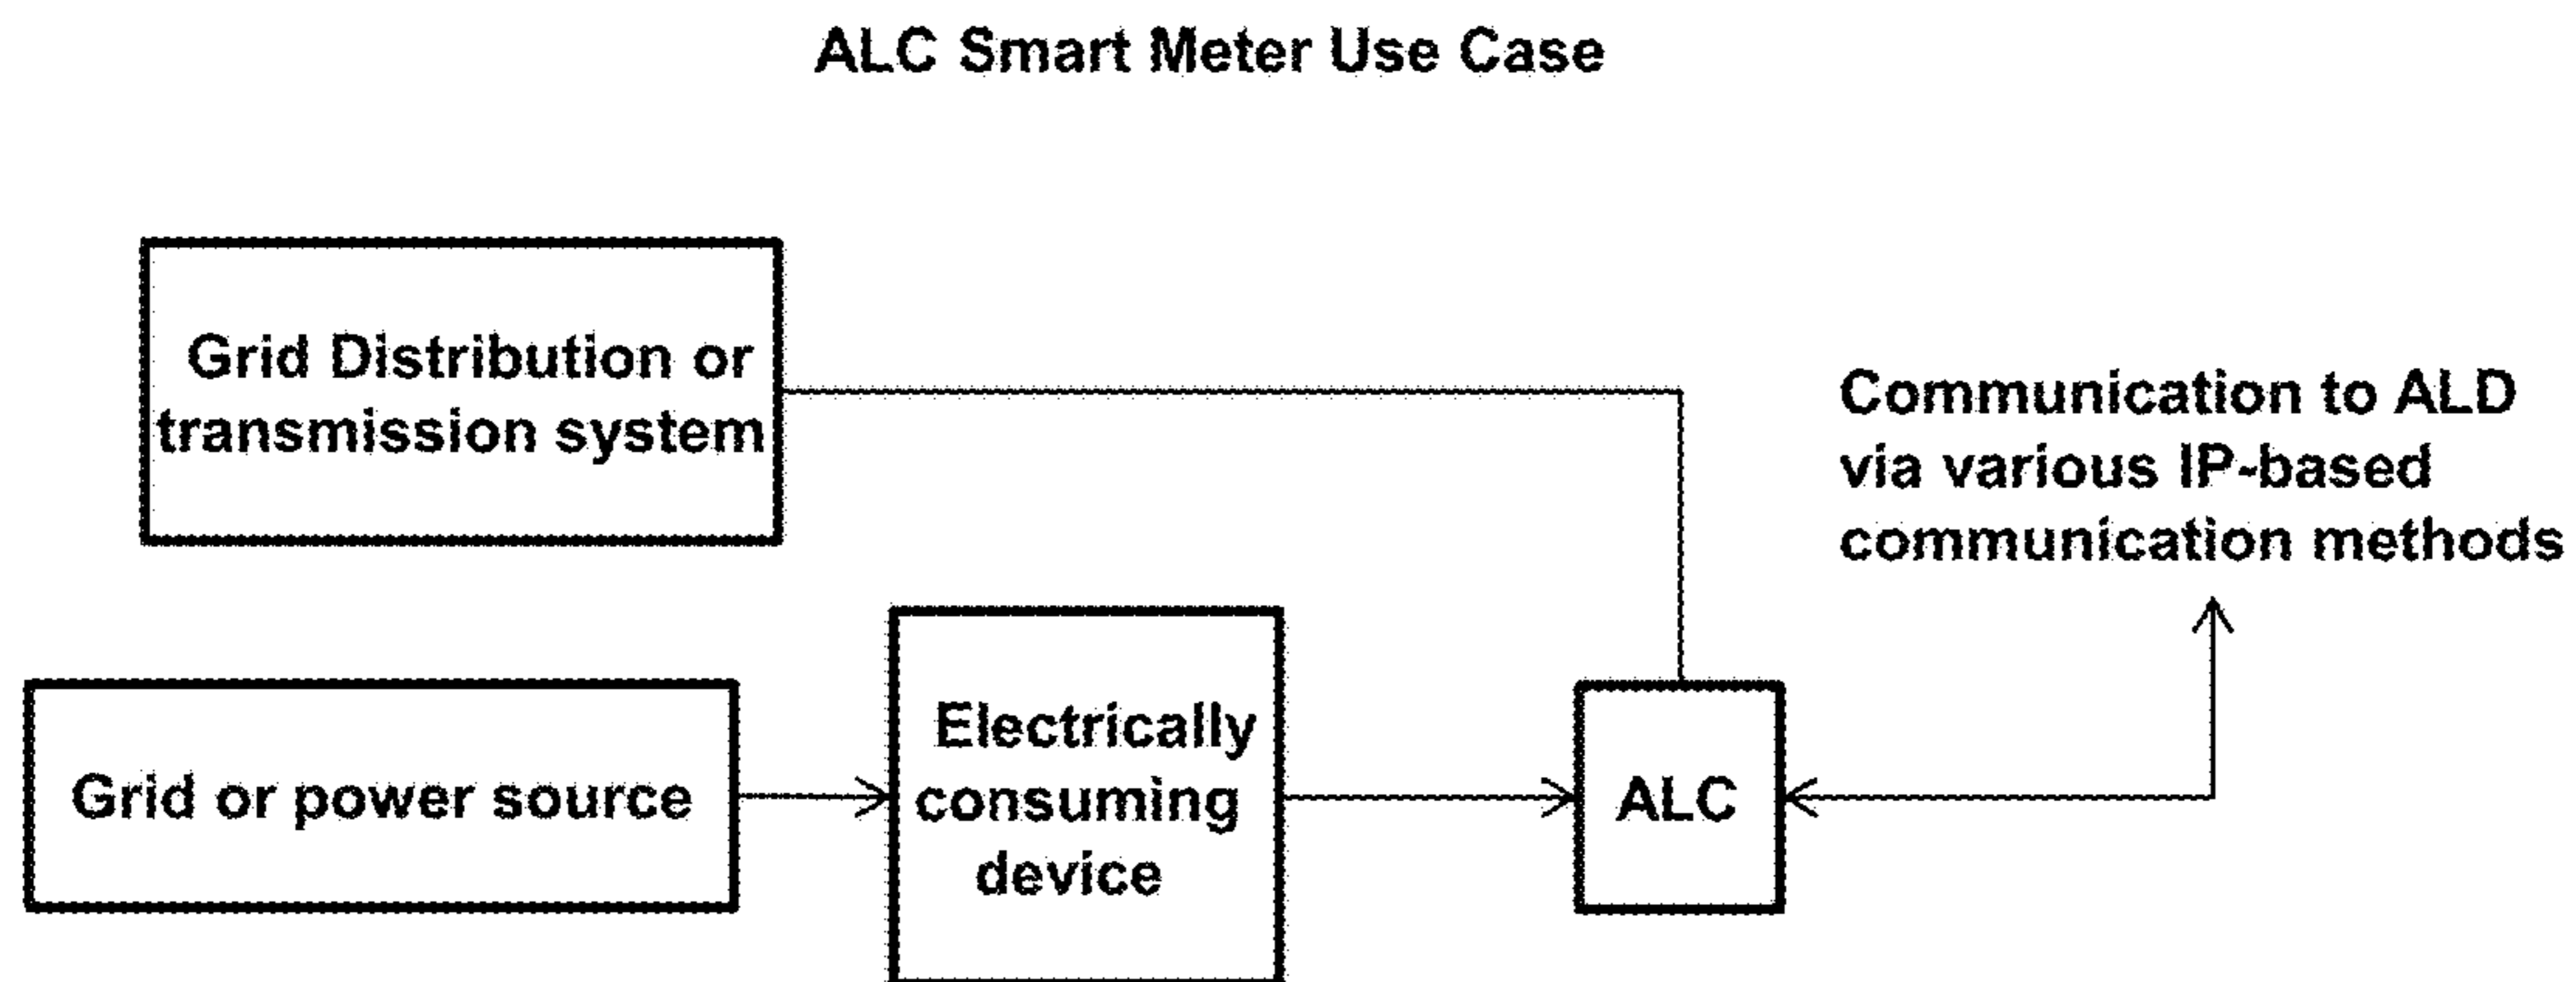 ALC Smart Meter Use Case
Grid Distribution or
transmission system
Communication to ALD
via various IP-based
communication methods
Grid or power source
Electrically
consuming
device
ALC